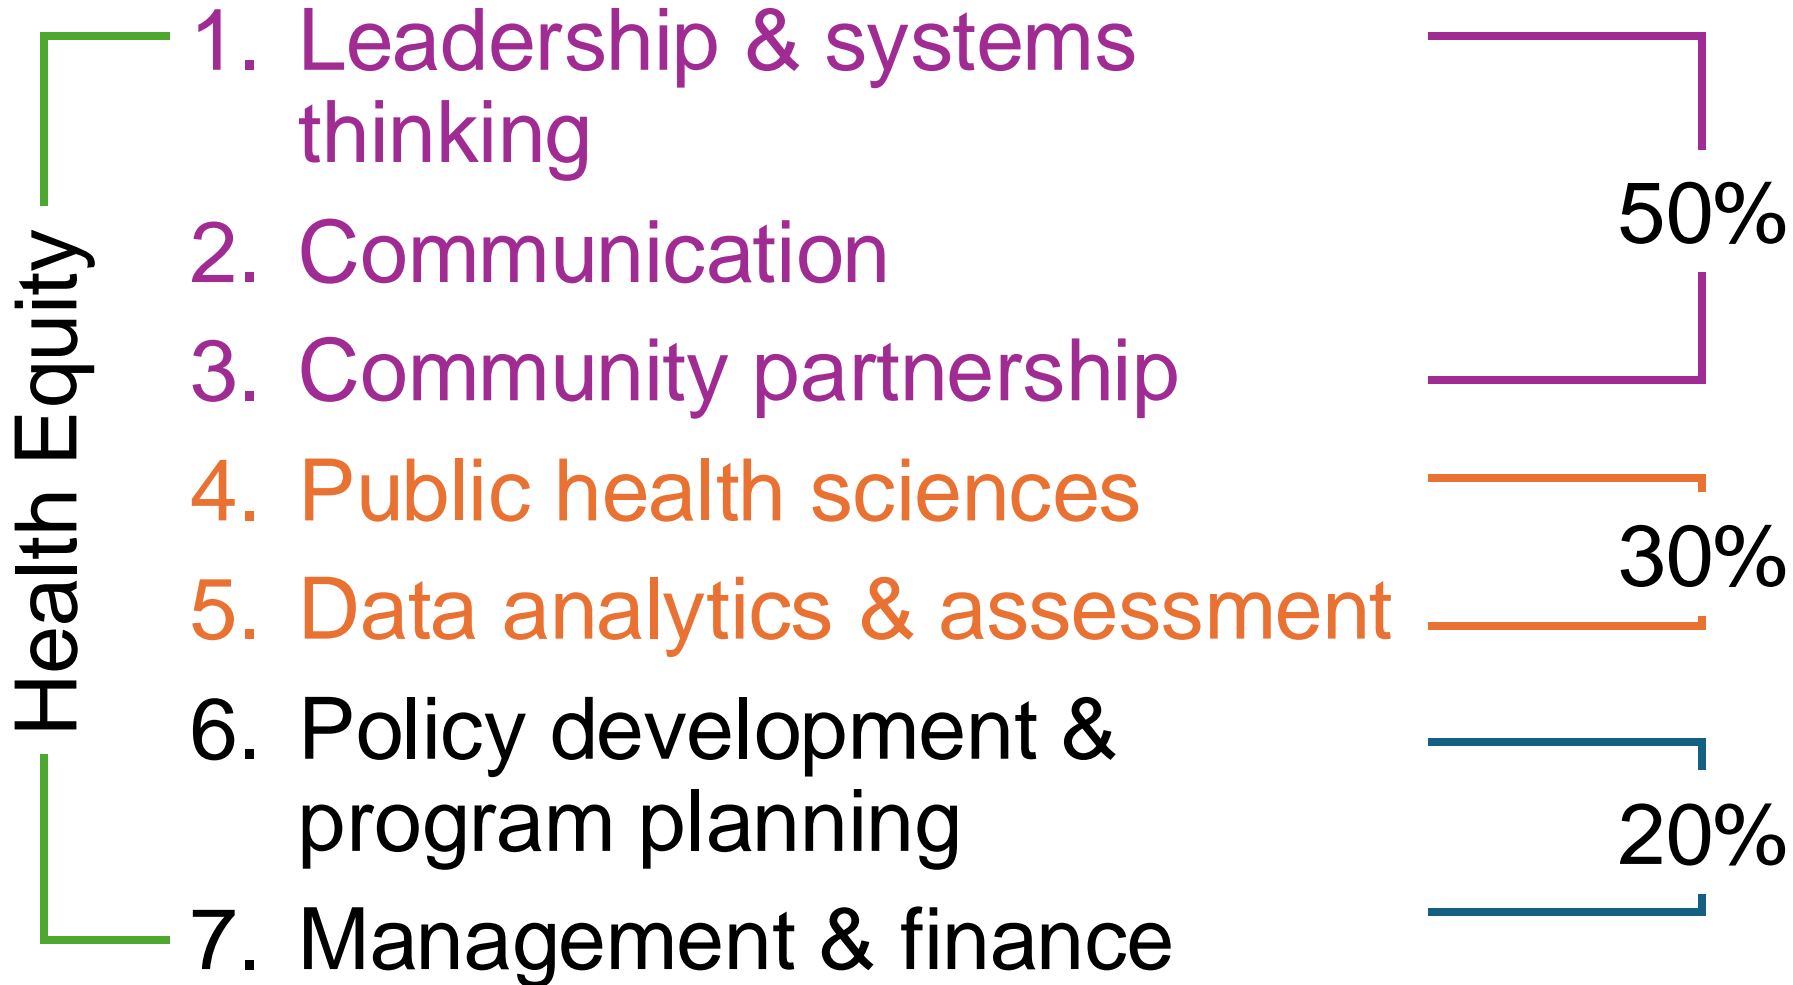 Health Equity
1. Leadership & systems
thinking
2. Communication
3. Community partnership
50%
4. Public health sciences
5. Data analytics & assessment
30%
6. Policy development &
program planning
7. Management & finance
20%